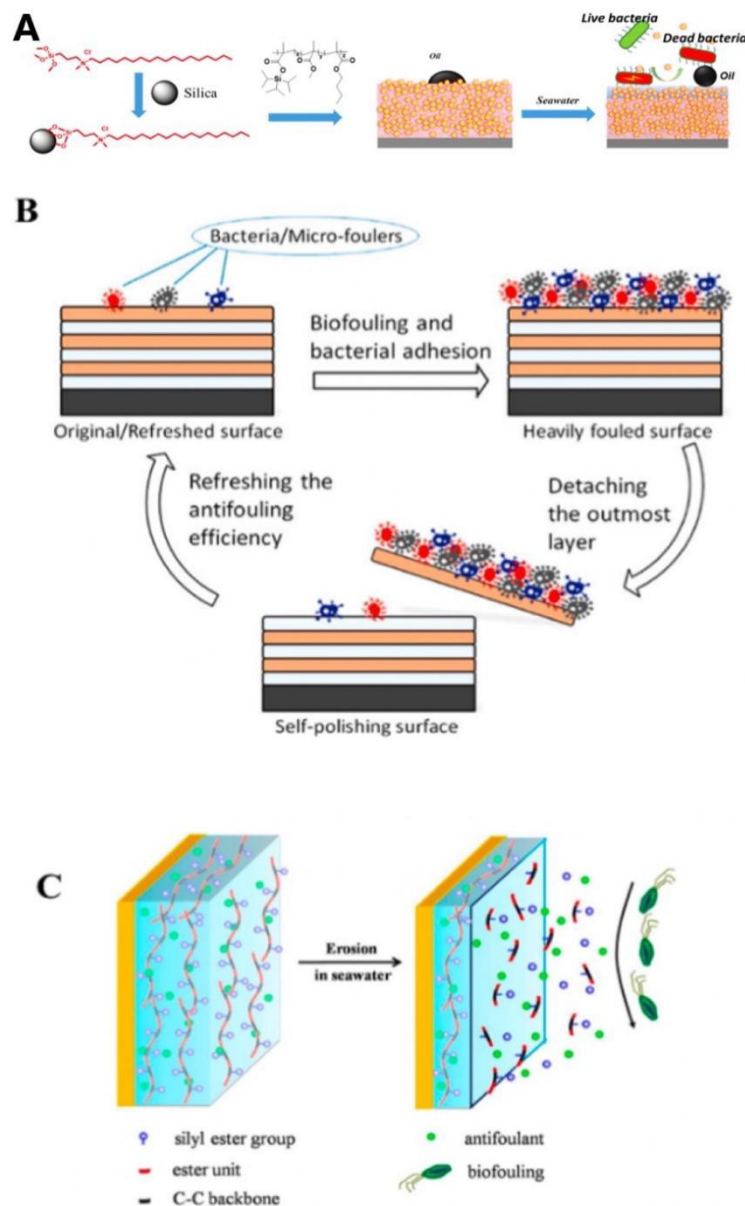 A
Cl
Silica
Cl
Oil
Seawater
Live bacteria
Dead bacteria
Oil
B
Bacteria/Micro-foulers
Biofouling and
bacterial adhesion
Original/Refreshed surface
Heavily fouled surface
Refreshing the
antifouling
efficiency
Detaching
the outmost
layer
Self-polishing surface
C
Erosion
in seawater
silyl ester group
ester unit
C-C backbone
antifoulant
biofouling